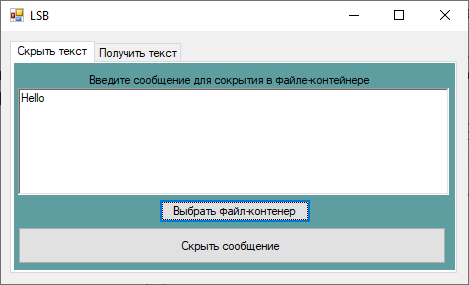 LSB
Скрыть текст Получить текст
Введите сообщение для сокрытия в файле-контейнере
Hello
Выбрать файл-контенер
Скрыть сообщение